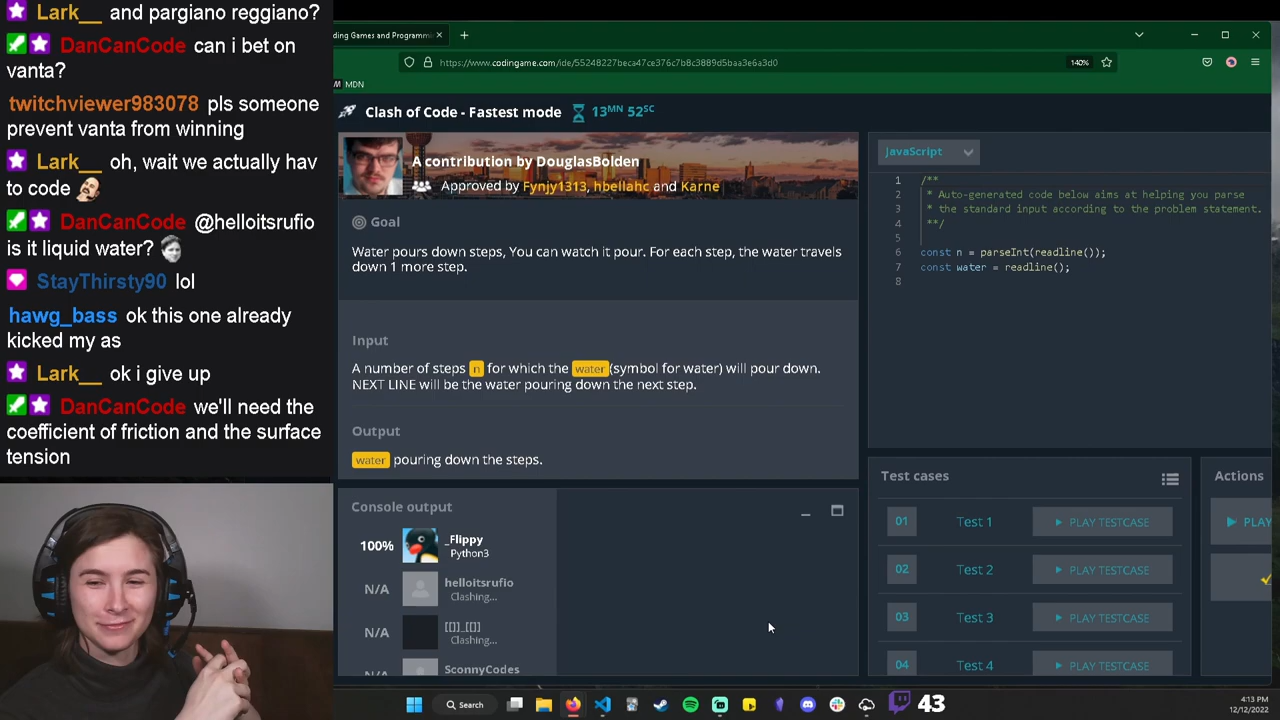 Lark__ and pargiano reggiano?
DanCanCode can i bet on
vanta?
twitchviewer983078 pls someone
prevent vanta from winning
Lark__ oh, wait we actually hav
to code
DanCanCode @helloitsrufio
is it liquid water?
StayThirsty90 lol
hawg_bass ok this one already
kicked my as
Lark__ ok i give up
DanCanCode we'll need the
coefficient of friction and the surface
tension
ding Games and Programmi
https://www.codingame.com/ide/55248227beca47ce376c7b8c3889d5baa3e6a3d0
140%
MDN
Clash of Code - Fastest mode 13MN 52SC
A contribution by DouglasBolden
Approved by Fynjy1313, hbellahc and Karne
Goal
Water pours down steps, You can watch it pour. For each step, the water travels
down 1 more step.
Input
A number of steps n for which the water(symbol for water) will pour down.
NEXT LINE will be the water pouring down the next step.
Output
water pouring down the steps.
Console output
100% _Flippy
Python3
N/A helloitsrufio
Clashing...
N/A [[]]_[[]]
Clashing...
N/A SconnyCodes
JavaScript
1 /**
2 * Auto-generated code below aims at helping you parse
3 * the standard input according to the problem statement.
4 **/
5
6 const n = parseInt(readline());
7 const water = readline();
8
Test cases
01 Test 1 PLAY TESTCASE
02 Test 2 PLAY TESTCASE
03 Test 3 PLAY TESTCASE
04 Test 4 PLAY TESTCASE
Actions
PLAY
Search
43
4:13 PM
12/12/2022